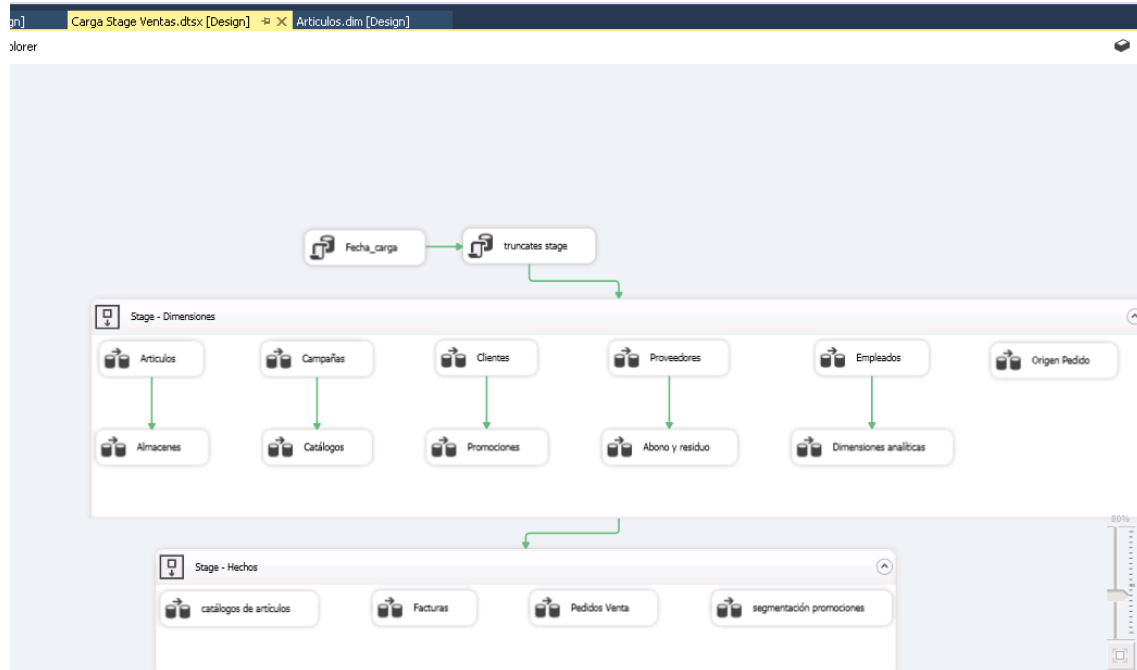 gn]
Carga Stage Ventas.dtsx [Design]
Articulos.dim [Design]
plorer
Fecha_carga
truncates stage
Stage - Dimensiones
Articulos
Campañas
Clientes
Proveedores
Empleados
Origen Pedido
Almacenes
Catálogos
Promociones
Abono y residuo
Dimensiones analíticas
80%
Stage - Hechos
catálogos de artículos
Facturas
Pedidos Venta
segmentación promociones